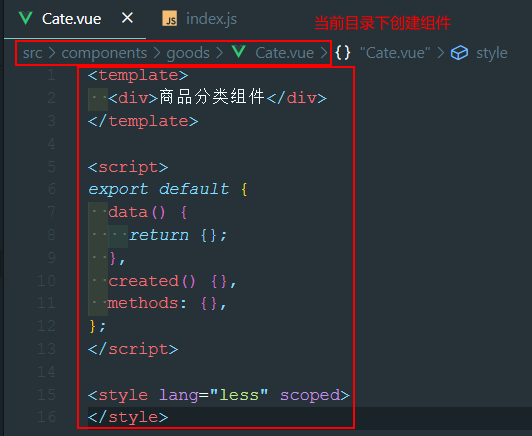 Cate.vue × index.js 当前目录下创建组件
src > components > goods > Cate.vue > {} "Cate.vue" > style
1 <template>
2 <div>商品分类组件</div>
3 </template>
4
5 <script>
6 export default {
7 data() {
8 return {};
9 },
10 created() {},
11 methods: {},
12 };
13 </script>
14
15 <style lang="less" scoped>
16 </style>